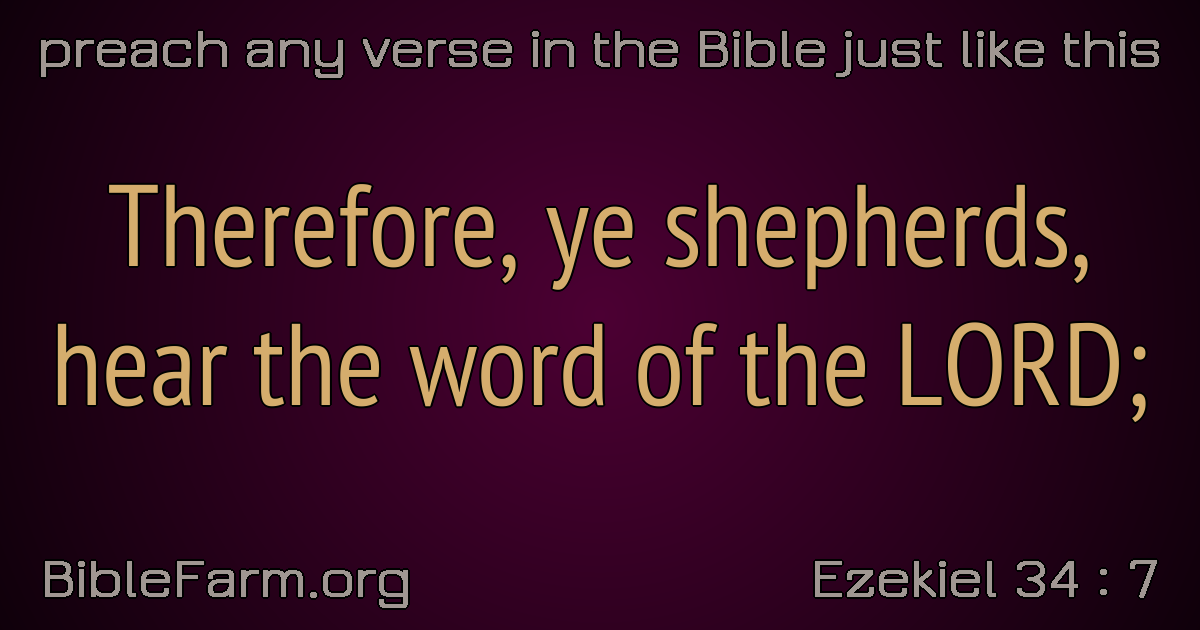 preach any verse in the Bible just like this
Therefore, ye shepherds,
hear the word of the LORD;
BibleFarm.org
Ezekiel 34 : 7